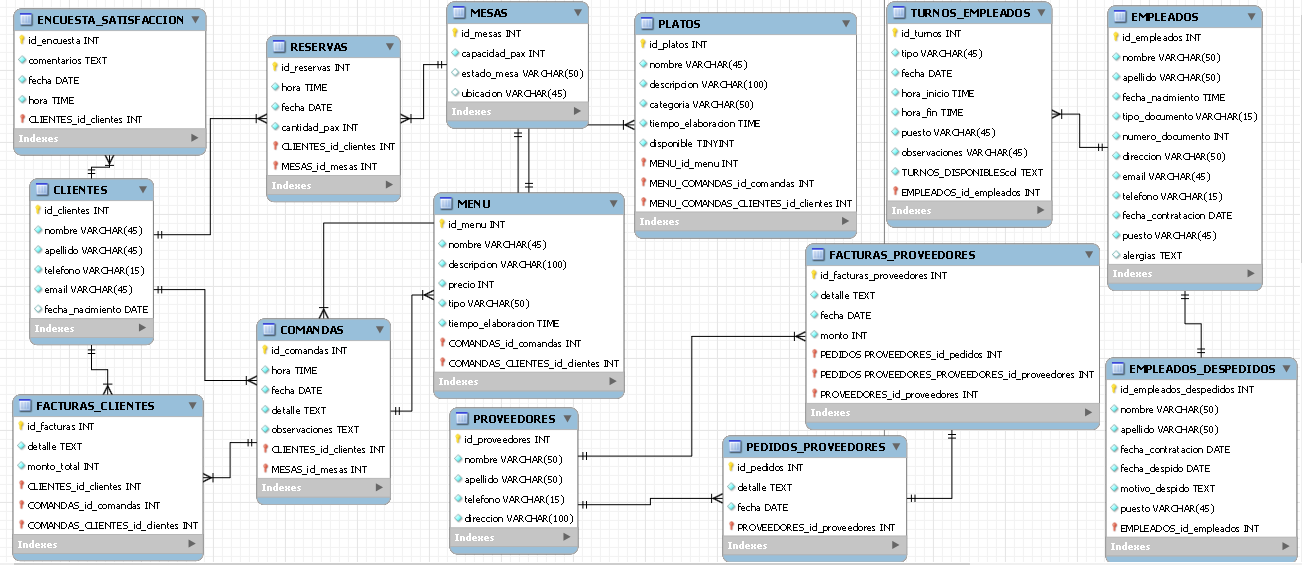 ENCUESTA_SATISFACCION
id_encuesta INT
comentarios TEXT
fecha DATE
hora TIME
CLIENTES_id_clientes INT
Indexes
RESERVAS
id_reservas INT
hora TIME
fecha DATE
cantidad_pax INT
CLIENTES_id_clientes INT
MESAS_id_mesas INT
Indexes
MESAS
id_mesas INT
capacidad_pax INT
estado_mesa VARCHAR(50)
ubicacion VARCHAR(45)
Indexes
PLATOS
id_platos INT
nombre VARCHAR(45)
descripcion VARCHAR(100)
categoria VARCHAR(50)
tiempo_elaboracion TIME
disponible TINYINT
MENU_id_menu INT
MENU_COMANDAS_id_comandas INT
MENU_COMANDAS_CLIENTES_id_clientes INT
Indexes
TURNOS_EMPLEADOS
id_turnos INT
tipo VARCHAR(45)
fecha DATE
hora_inicio TIME
hora_fin TIME
puesto VARCHAR(45)
observaciones VARCHAR(45)
TURNOS_DISPONIBLEScol TEXT
EMPLEADOS_id_empleados INT
Indexes
EMPLEADOS
id_empleados INT
nombre VARCHAR(50)
apellido VARCHAR(50)
fecha_nacimiento TIME
tipo_documento VARCHAR(15)
numero_documento INT
direccion VARCHAR(50)
email VARCHAR(45)
telefono VARCHAR(15)
fecha_contratacion DATE
puesto VARCHAR(45)
alergias TEXT
Indexes
CLIENTES
id_clientes INT
nombre VARCHAR(45)
apellido VARCHAR(45)
telefono VARCHAR(15)
email VARCHAR(45)
fecha_nacimiento DATE
Indexes
MENU
id_menu INT
nombre VARCHAR(45)
descripcion VARCHAR(100)
precio INT
tipo VARCHAR(50)
tiempo_elaboracion TIME
COMANDAS_id_comandas INT
COMANDAS_CLIENTES_id_clientes INT
Indexes
FACTURAS_PROVEEDORES
id_facturas_proveedores INT
detalle TEXT
fecha DATE
monto INT
PEDIDOS PROVEEDORES_id_pedidos INT
PEDIDOS PROVEEDORES_PROVEEDORES_id_proveedores INT
PROVEEDORES_id_proveedores INT
Indexes
COMANDAS
id_comandas INT
hora TIME
fecha DATE
detalle TEXT
observaciones TEXT
CLIENTES_id_clientes INT
MESAS_id_mesas INT
Indexes
FACTURAS_CLIENTES
id_facturas INT
detalle TEXT
monto_total INT
CLIENTES_id_clientes INT
COMANDAS_id_comandas INT
COMANDAS_CLIENTES_id_clientes INT
Indexes
PROVEEDORES
id_proveedores INT
nombre VARCHAR(50)
apellido VARCHAR(50)
telefono VARCHAR(15)
direccion VARCHAR(100)
Indexes
PEDIDOS_PROVEEDORES
id_pedidos INT
detalle TEXT
fecha DATE
PROVEEDORES_id_proveedores INT
Indexes
EMPLEADOS_DESPEDIDOS
id_empleados_despedidos INT
nombre VARCHAR(50)
apellido VARCHAR(50)
fecha_contratacion DATE
fecha_despido DATE
motivo_despido TEXT
puesto VARCHAR(45)
EMPLEADOS_id_empleados INT
Indexes